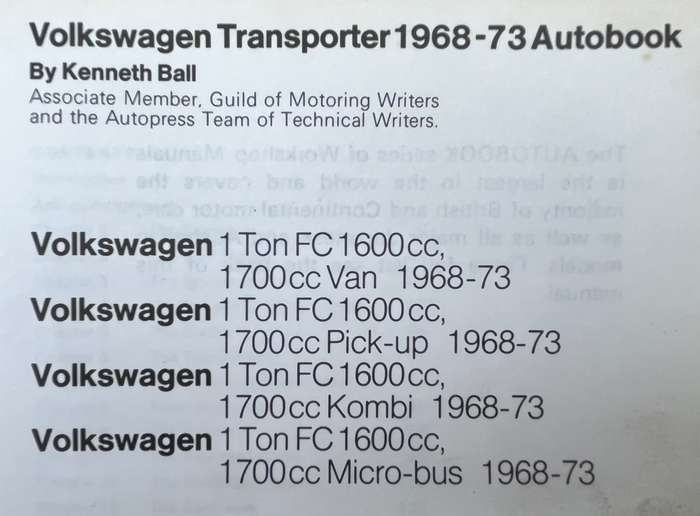 Volkswagen Transporter 1968-73 Autobook
By Kenneth Ball
Associate Member, Guild of Motoring Writers
and the Autopress Team of Technical Writers.
Volkswagen 1 Ton FC 1600cc,
1700cc Van 1968-73
Volkswagen 1 Ton FC 1600cc,
1700cc Pick-up 1968-73
Volkswagen 1 Ton FC 1600cc,
1700cc Kombi 1968-73
Volkswagen 1 Ton FC 1600cc,
1700cc Micro-bus 1968-73